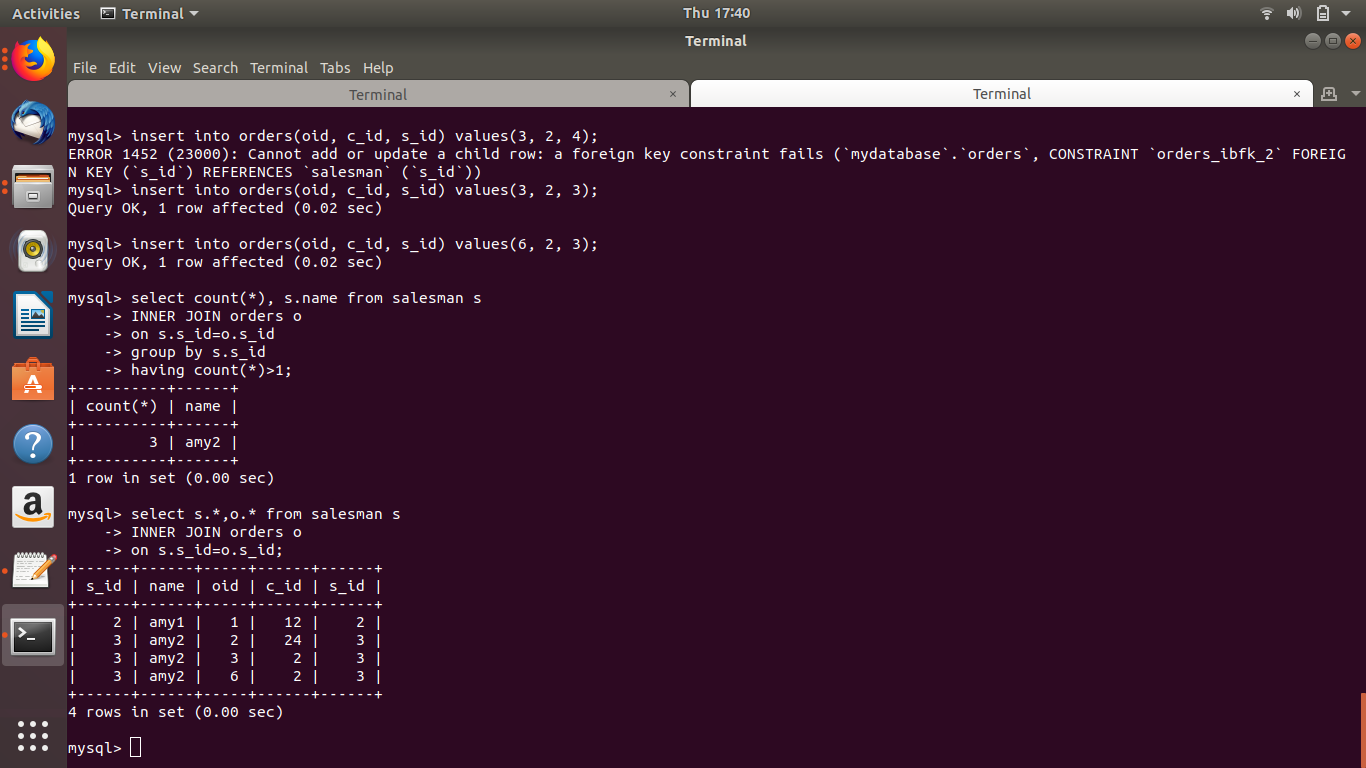 Activities Terminal Thu 17:40
Terminal
File Edit View Search Terminal Tabs Help
Terminal × Terminal ×
mysql> insert into orders(oid, c_id, s_id) values(3, 2, 4);
ERROR 1452 (23000): Cannot add or update a child row: a foreign key constraint fails (`mydatabase`.`orders`, CONSTRAINT `orders_ibfk_2` FOREIG
N KEY (`s_id`) REFERENCES `salesman` (`s_id`))
mysql> insert into orders(oid, c_id, s_id) values(3, 2, 3);
Query OK, 1 row affected (0.02 sec)
mysql> insert into orders(oid, c_id, s_id) values(6, 2, 3);
Query OK, 1 row affected (0.02 sec)
mysql> select count(*), s.name from salesman s
    -> INNER JOIN orders o
    -> on s.s_id=o.s_id
    -> group by s.s_id
    -> having count(*)>1;
+----------+------+
| count(*) | name |
+----------+------+
|        3 | amy2 |
+----------+------+
1 row in set (0.00 sec)
mysql> select s.*,o.* from salesman s
    -> INNER JOIN orders o
    -> on s.s_id=o.s_id;
+------+------+-----+------+------+
| s_id | name | oid | c_id | s_id |
+------+------+-----+------+------+
|    2 | amy1 |   1 |   12 |    2 |
|    3 | amy2 |   2 |   24 |    3 |
|    3 | amy2 |   3 |    2 |    3 |
|    3 | amy2 |   6 |    2 |    3 |
+------+------+-----+------+------+
4 rows in set (0.00 sec)
mysql>